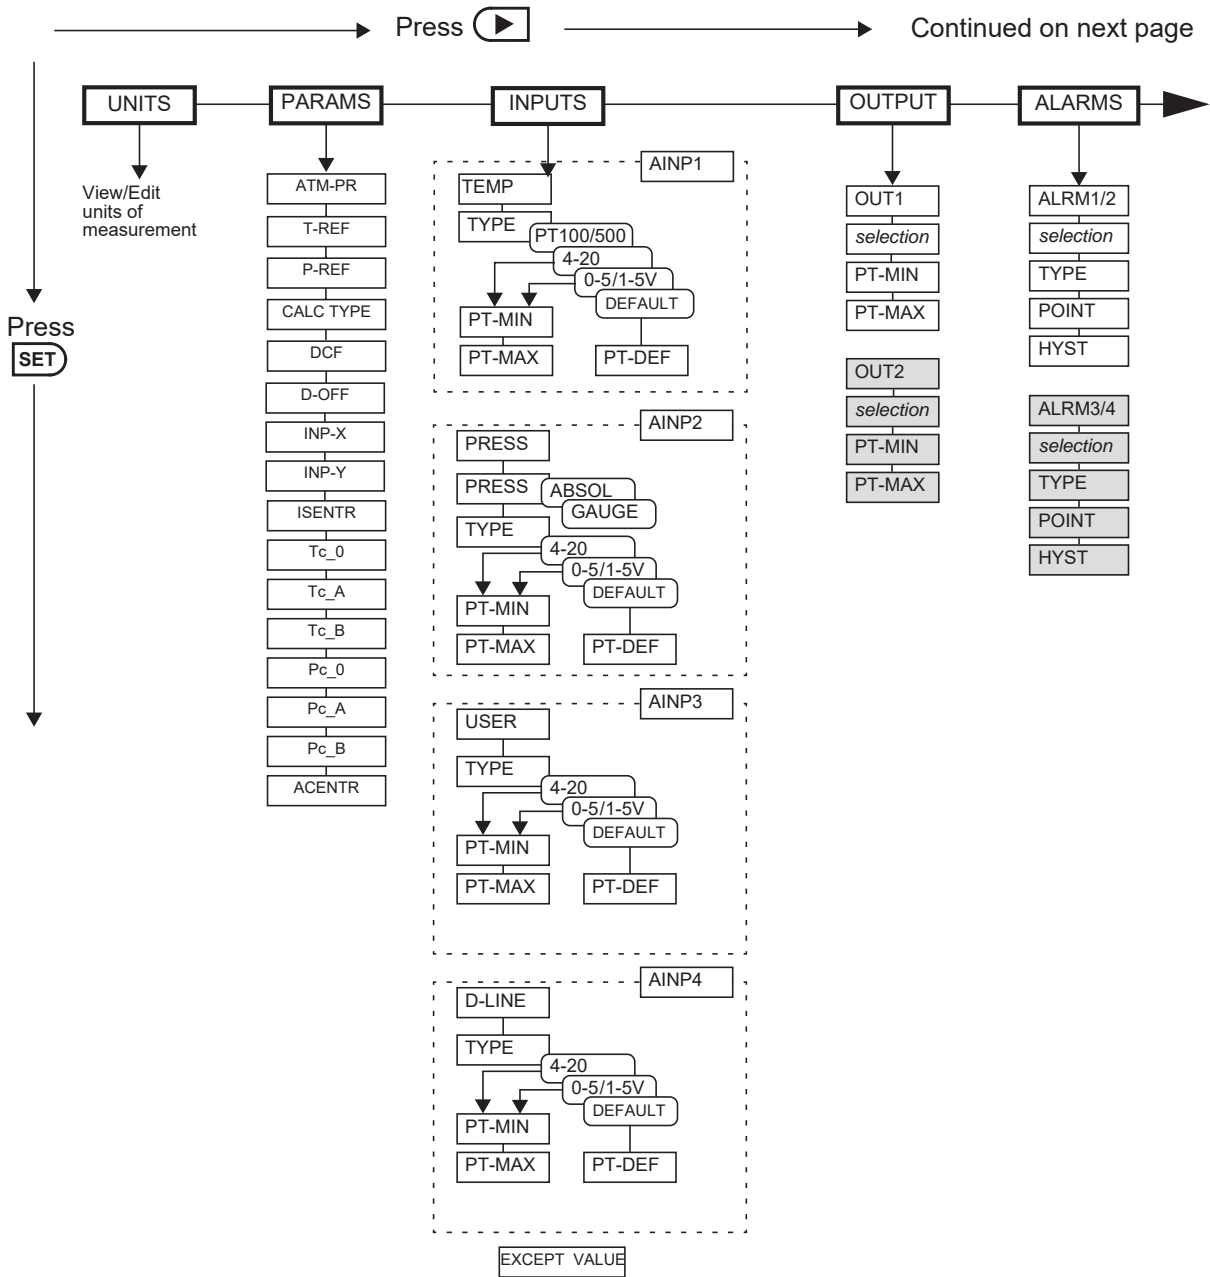 Press
Continued on next page
Press
SET
UNITS
PARAMS
INPUTS
OUTPUT
ALARMS
View/Edit
units of
measurement
ATM-PR
T-REF
P-REF
CALC TYPE
DCF
D-OFF
INP-X
INP-Y
ISENTR
Tc_0
Tc_A
Tc_B
Pc_0
Pc_A
Pc_B
ACENTR
AINP1
TEMP
TYPE
PT100/500
4-20
0-5/1-5V
DEFAULT
PT-MIN
PT-MAX
PT-DEF
AINP2
PRESS
PRESS
ABSOL
GAUGE
TYPE
4-20
0-5/1-5V
DEFAULT
PT-MIN
PT-MAX
PT-DEF
AINP3
USER
TYPE
4-20
0-5/1-5V
DEFAULT
PT-MIN
PT-MAX
PT-DEF
AINP4
D-LINE
TYPE
4-20
0-5/1-5V
DEFAULT
PT-MIN
PT-MAX
PT-DEF
EXCEPT VALUE
OUT1
selection
PT-MIN
PT-MAX
OUT2
selection
PT-MIN
PT-MAX
ALRM1/2
selection
TYPE
POINT
HYST
ALRM3/4
selection
TYPE
POINT
HYST